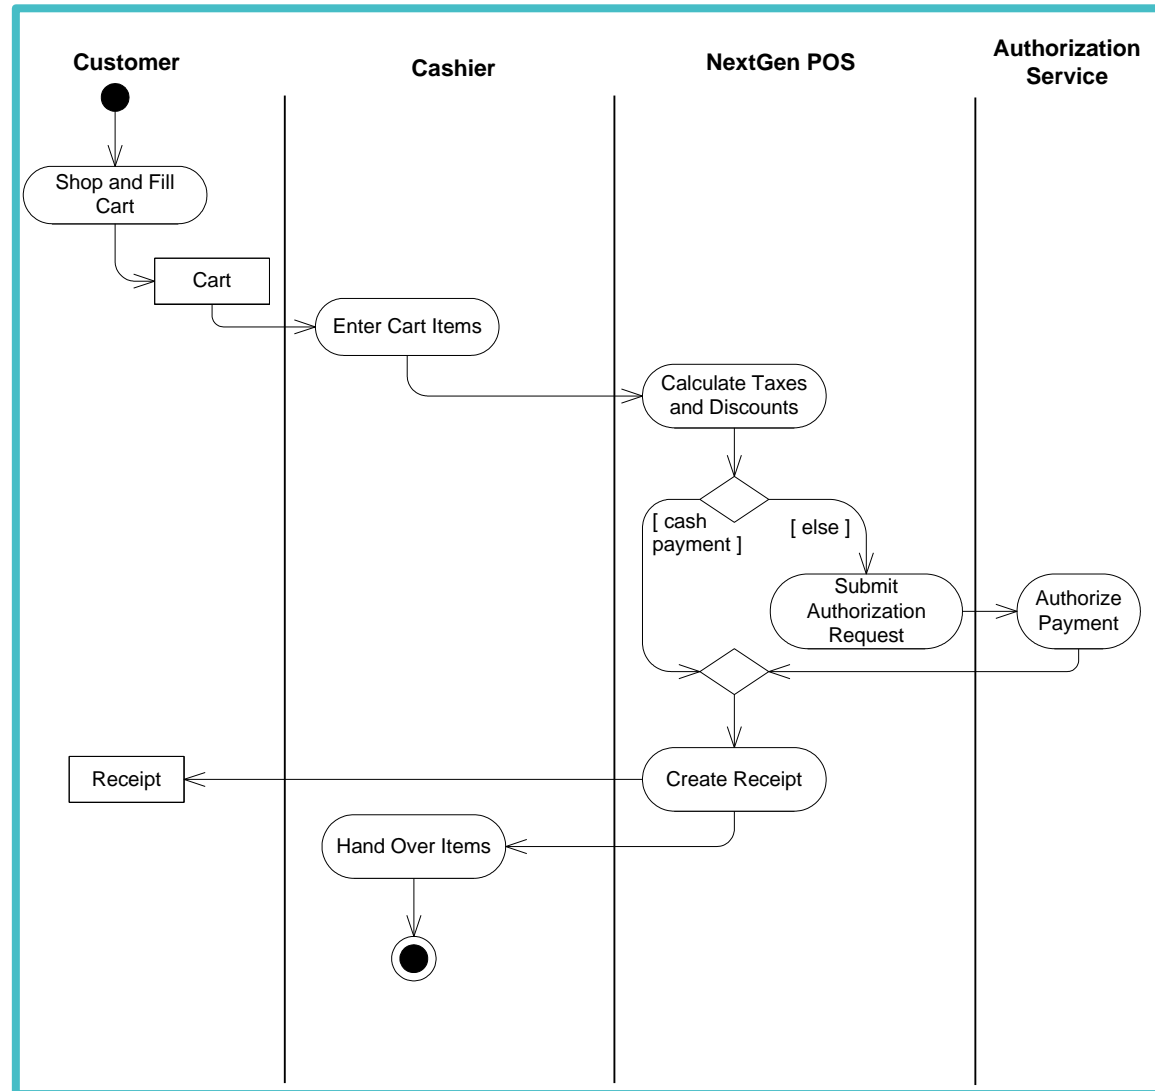 Customer
Cashier
NextGen POS
Authorization
Service
Shop and Fill
Cart
Cart
Enter Cart Items
Calculate Taxes
and Discounts
[ cash
payment ]
[ else ]
Submit
Authorization
Request
Authorize
Payment
Receipt
Create Receipt
Hand Over Items